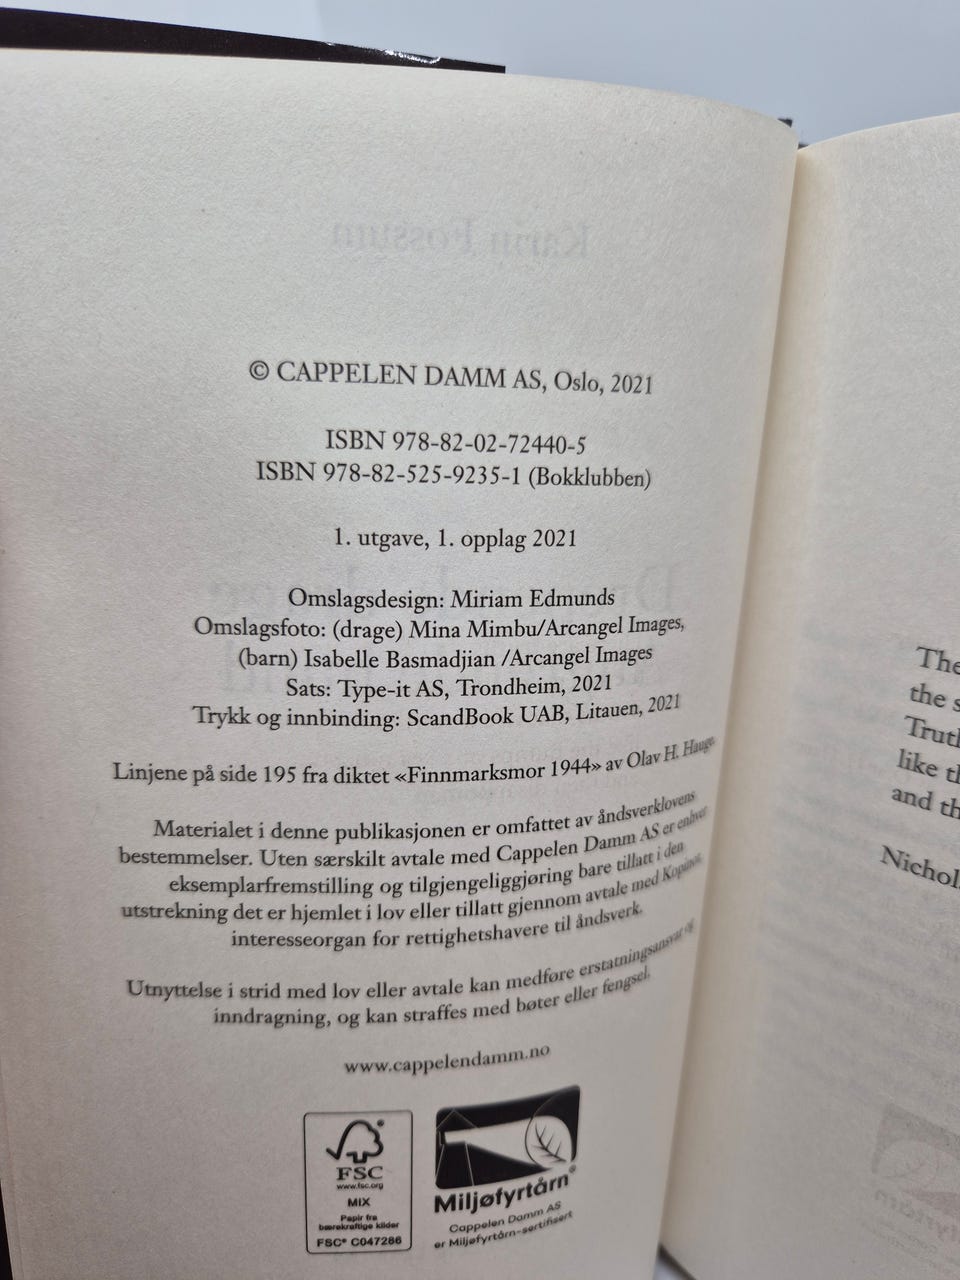 © CAPPELEN DAMM AS, Oslo, 2021
ISBN 978-82-02-72440-5
ISBN 978-82-525-9235-1 (Bokklubben)
1. utgave, 1. opplag 2021
Omslagsdesign: Miriam Edmunds
Omslagsfoto: (drage) Mina Mimbu/Arcangel Images,
(barn) Isabelle Basmadjian /Arcangel Images
Sats: Type-it AS, Trondheim, 2021
Trykk og innbinding: ScandBook UAB, Litauen, 2021
Linjene på side 195 fra diktet «Finnmarksmor 1944» av Olav H. Hauge.
Materialet i denne publikasjonen er omfattet av åndsverklovens
bestemmelser. Uten særskilt avtale med Cappelen Damm AS er enhver
eksemplarfremstilling og tilgjengeliggjøring bare tillatt i den
utstrekning det er hjemlet i lov eller tillatt gjennom avtale med Kopinor,
interesseorgan for rettighetshavere til åndsverk.
Utnyttelse i strid med lov eller avtale kan medføre erstatningsansvar og
inndragning, og kan straffes med bøter eller fengsel.
www.cappelendamm.no
FSC
www.fsc.org
MIX
Papir fra
bærekraftige kilder
FSC® C047286
Miljøfyrtårn®
Cappelen Damm AS
er Miljøfyrtårn-sertifisert
The
the s
Truth
like th
and th
Nichol